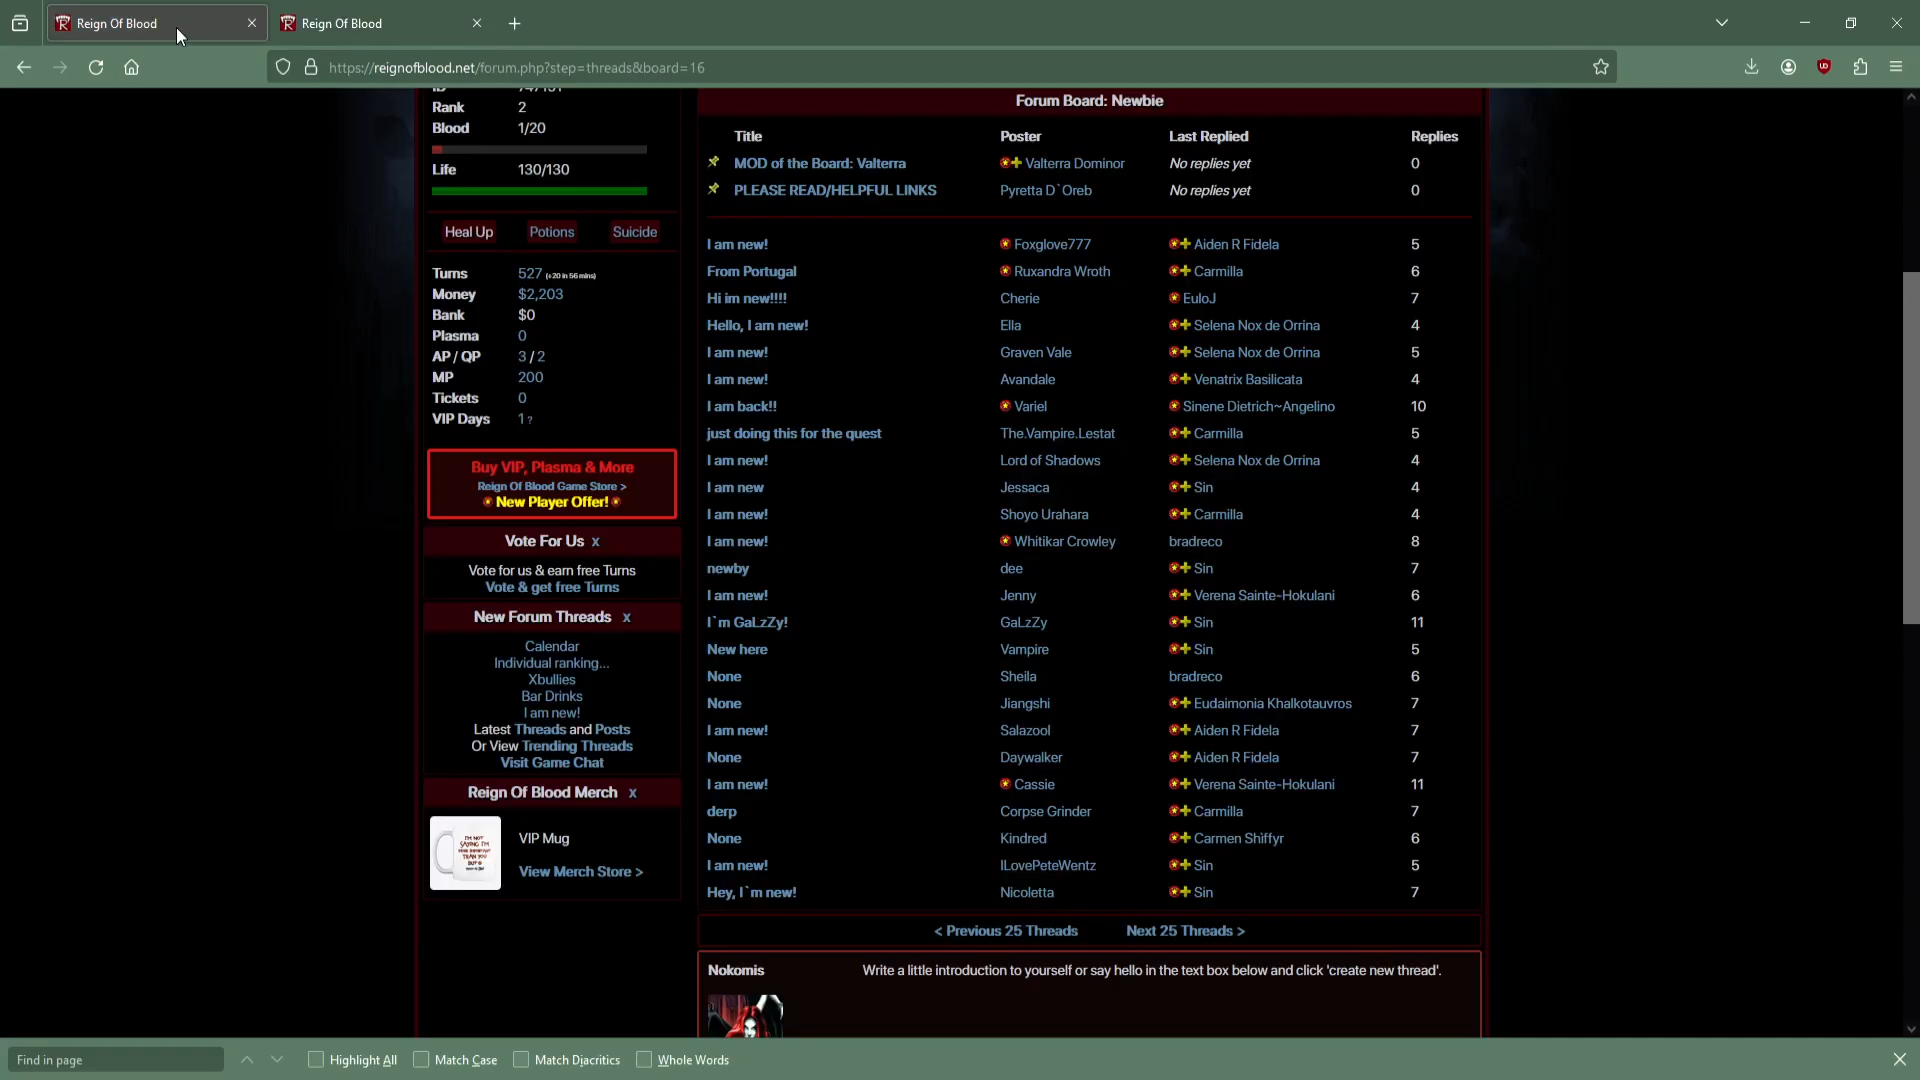 Reign Of Blood
Reign Of Blood
https://reignofblood.net/forum.php?step=threads&board=16
Rank 2
Blood 1/20
Life 130/130
Heal Up Potions Suicide
Turns 527 (+20 in 56 mins)
Money $2,203
Bank $0
Plasma 0
AP / QP 3 / 2
MP 200
Tickets 0
VIP Days 1 ?
Buy VIP, Plasma & More
Reign Of Blood Game Store >
New Player Offer!
Vote For Us x
Vote for us & earn free Turns
Vote & get free Turns
New Forum Threads x
Calendar
Individual ranking...
Xbullies
Bar Drinks
I am new!
Latest Threads and Posts
Or View Trending Threads
Visit Game Chat
Reign Of Blood Merch x
I'M NOT
SAYING I'M
MORE IMPORTANT
THAN YOU
VIP Mug
View Merch Store >
Forum Board: Newbie
Title Poster Last Replied Replies
MOD of the Board: Valterra Valterra Dominor No replies yet 0
PLEASE READ/HELPFUL LINKS Pyretta D`Oreb No replies yet 0
I am new! Foxglove777 Aiden R Fidela 5
From Portugal Ruxandra Wroth Carmilla 6
Hi im new!!!! Cherie EuloJ 7
Hello, I am new! Ella Selena Nox de Orrina 4
I am new! Graven Vale Selena Nox de Orrina 5
I am new! Avandale Venatrix Basilicata 4
I am back!! Variel Sinene Dietrich~Angelino 10
just doing this for the quest The.Vampire.Lestat Carmilla 5
I am new! Lord of Shadows Selena Nox de Orrina 4
I am new Jessaca Sin 4
I am new! Shoyo Urahara Carmilla 4
I am new! Whitikar Crowley bradreco 8
newby dee Sin 7
I am new! Jenny Verena Sainte-Hokulani 6
I`m GaLzZy! GaLzZy Sin 11
New here Vampire Sin 5
None Sheila bradreco 6
None Jiangshi Eudaimonia Khalkotauvros 7
I am new! Salazool Aiden R Fidela 7
None Daywalker Aiden R Fidela 7
I am new! Cassie Verena Sainte-Hokulani 11
derp Corpse Grinder Carmilla 7
None Kindred Carmen Shìffyr 6
I am new! ILovePeteWentz Sin 5
Hey, I`m new! Nicoletta Sin 7
< Previous 25 Threads Next 25 Threads >
Nokomis Write a little introduction to yourself or say hello in the text box below and click 'create new thread'.
Find in page Highlight All Match Case Match Diacritics Whole Words